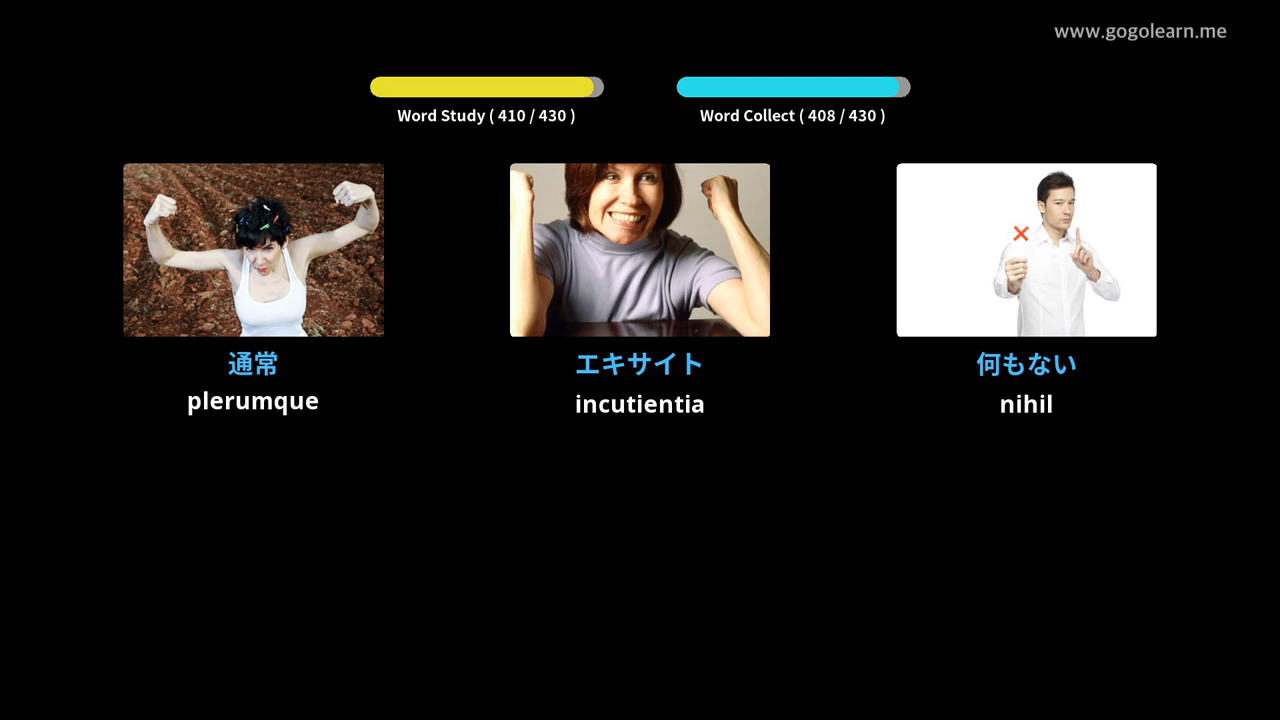 www.gogolearn.me
Word Study ( 410 / 430 )
Word Collect ( 408 / 430 )
通常
plerumque
エキサイト
incutientia
何もない
nihil